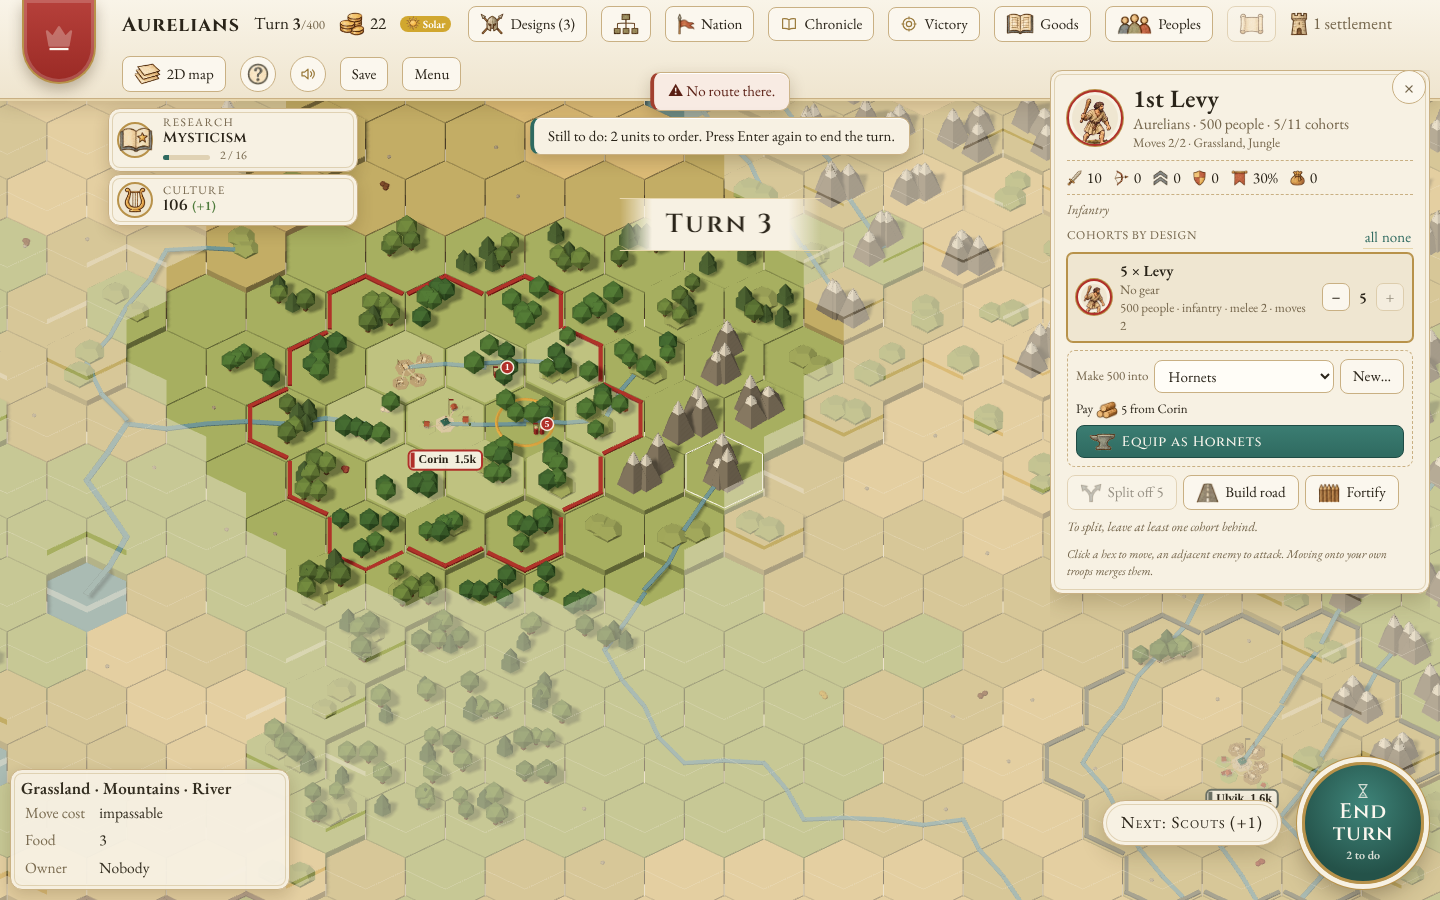 AURELIANS
Turn 3/400
22
Solar
Designs (3)
Nation
Chronicle
Victory
Goods
Peoples
1 settlement
2D map
?
Save
Menu
No route there.
Still to do: 2 units to order. Press Enter again to end the turn.
RESEARCH
MYSTICISM
2 / 16
CULTURE
106 (+1)
TURN 3
1
5
Corin 1.5k
×
1st Levy
Aurelians · 500 people · 5/11 cohorts
Moves 2/2 · Grassland, Jungle
10 0 0 0 30% 0
Infantry
COHORTS BY DESIGN
all none
5 × Levy
No gear
500 people · infantry · melee 2 · moves
2
− 5 +
Make 500 into Hornets New...
Pay 5 from Corin
EQUIP AS HORNETS
Split off 5
Build road
Fortify
To split, leave at least one cohort behind.
Click a hex to move, an adjacent enemy to attack. Moving onto your own
troops merges them.
Grassland · Mountains · River
Move cost impassable
Food 3
Owner Nobody
Ulvik 1.6k
NEXT: SCOUTS (+1)
END
TURN
2 to do